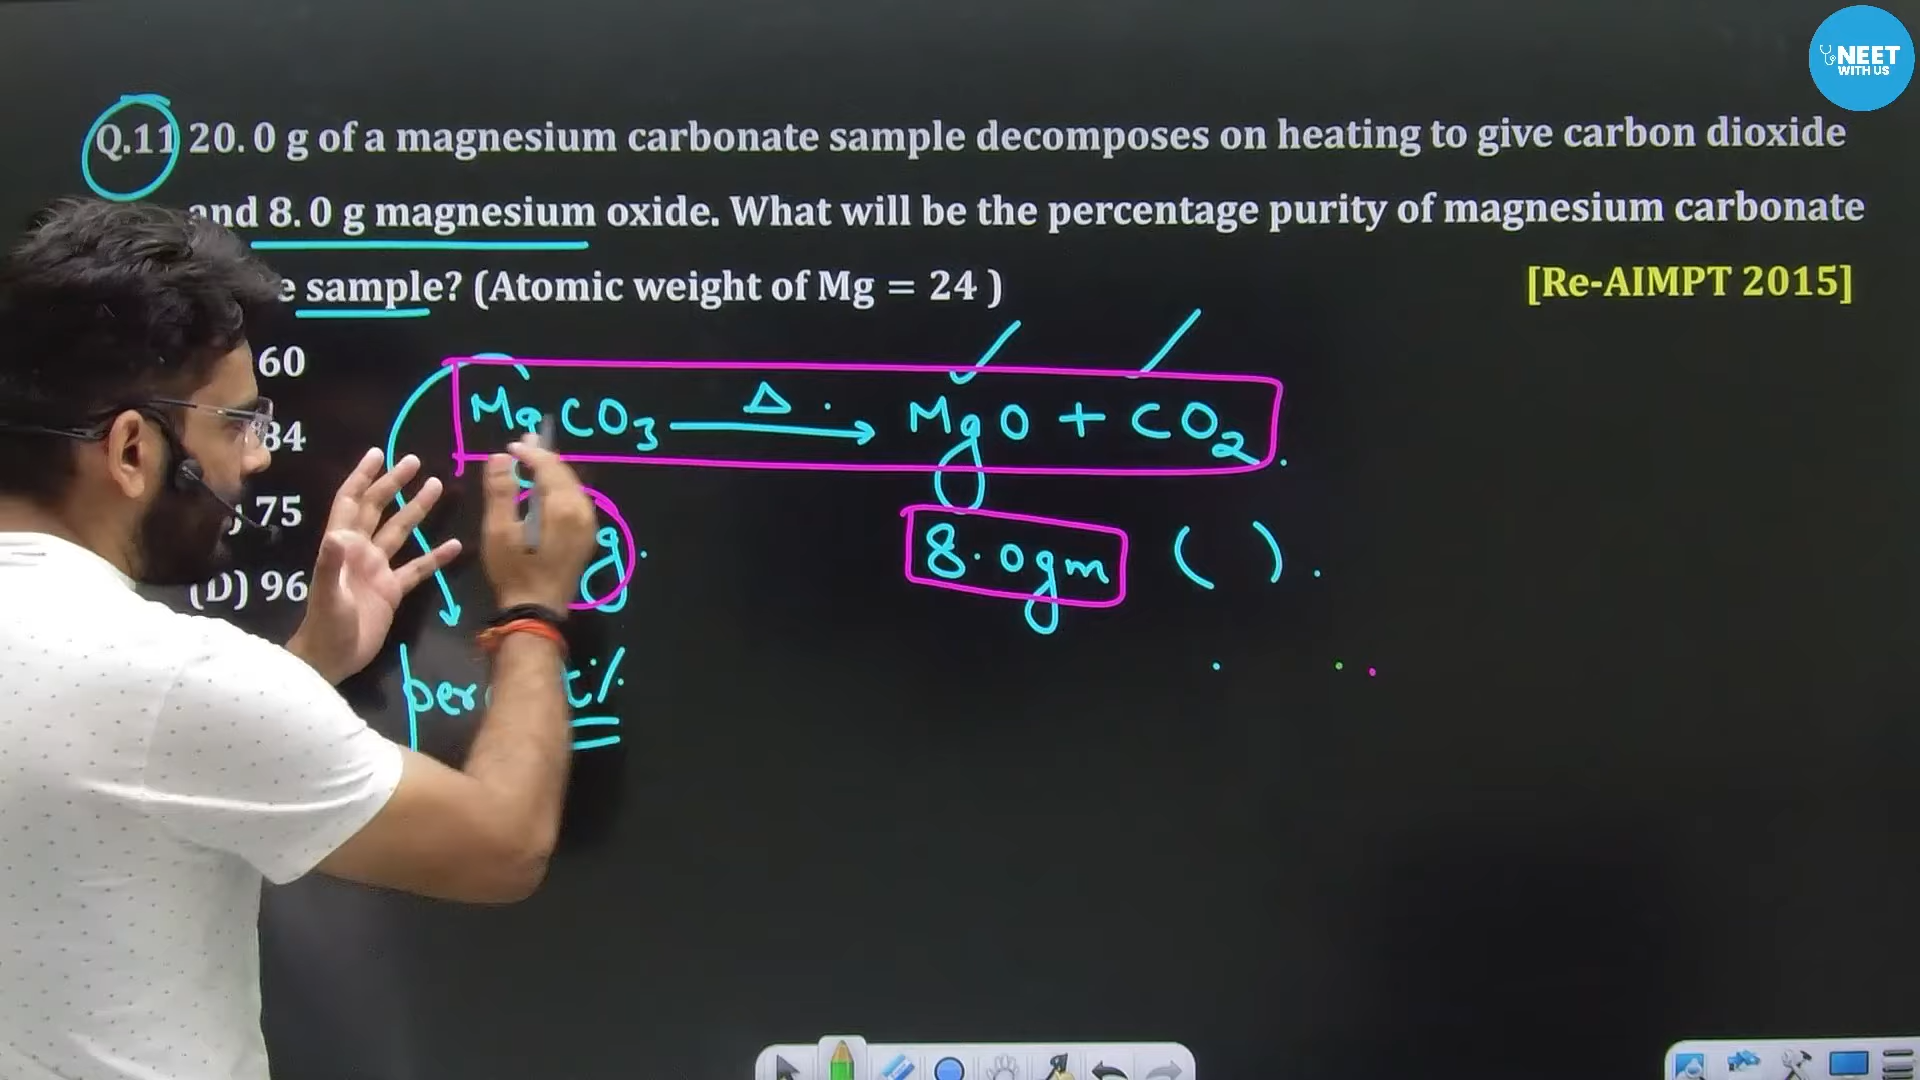 NEET
WITH US
Q.11 20.0 g of a magnesium carbonate sample decomposes on heating to give carbon dioxide
and 8.0 g magnesium oxide. What will be the percentage purity of magnesium carbonate
sample? (Atomic weight of Mg = 24 )
[Re-AIMPT 2015]
60
84
75
(D) 96
MgCO3 Δ → MgO + CO2
g. 8.0gm ( ).